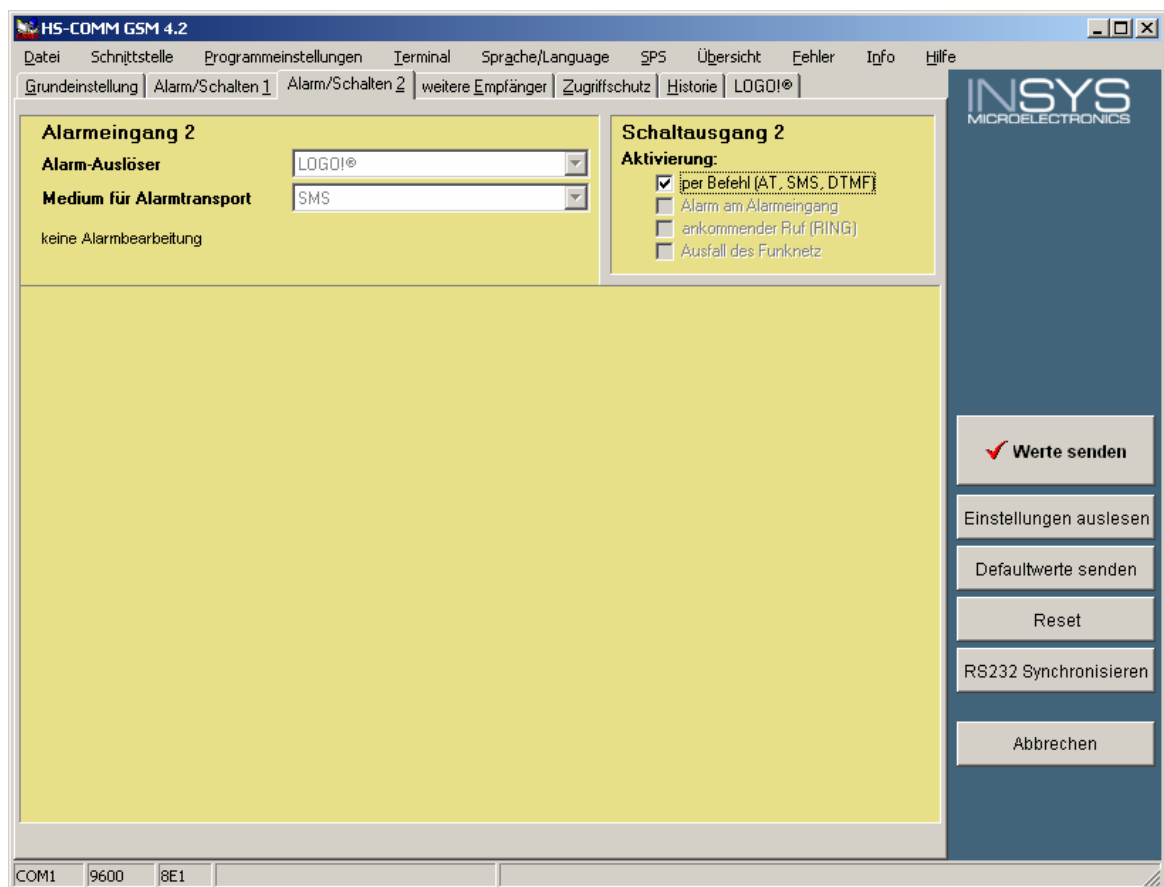 HS-COMM GSM 4.2
Datei Schnittstelle Programmeinstellungen Terminal Sprache/Language SPS Übersicht Fehler Info Hilfe
Grundeinstellung Alarm/Schalten 1 Alarm/Schalten 2 weitere Empfänger Zugriffschutz Historie LOGO!®
INSYS
MICROELECTRONICS
Alarmeingang 2
Alarm-Auslöser LOGO!®
Medium für Alarmtransport SMS
keine Alarmbearbeitung
Schaltausgang 2
Aktivierung:
per Befehl (AT, SMS, DTMF)
Alarm am Alarmeingang
ankommender Ruf (RING)
Ausfall des Funknetz
Werte senden
Einstellungen auslesen
Defaultwerte senden
Reset
RS232 Synchronisieren
Abbrechen
COM1 9600 8E1